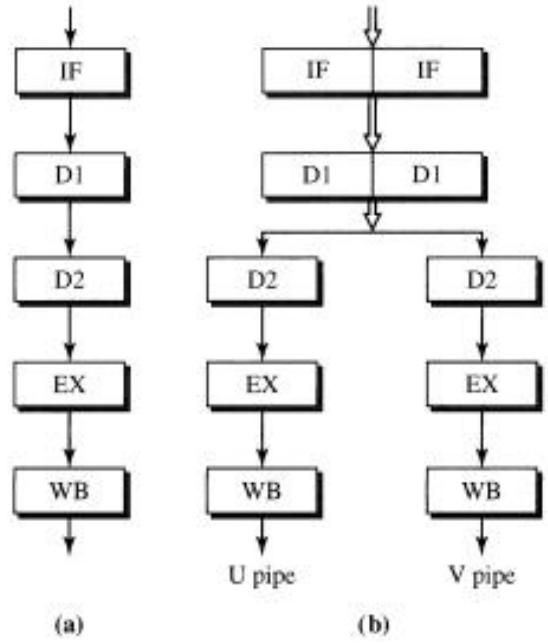 IF
D1
D2
EX
WB
(a)
IF IF
D1 D1
D2 D2
EX EX
WB WB
U pipe V pipe
(b)